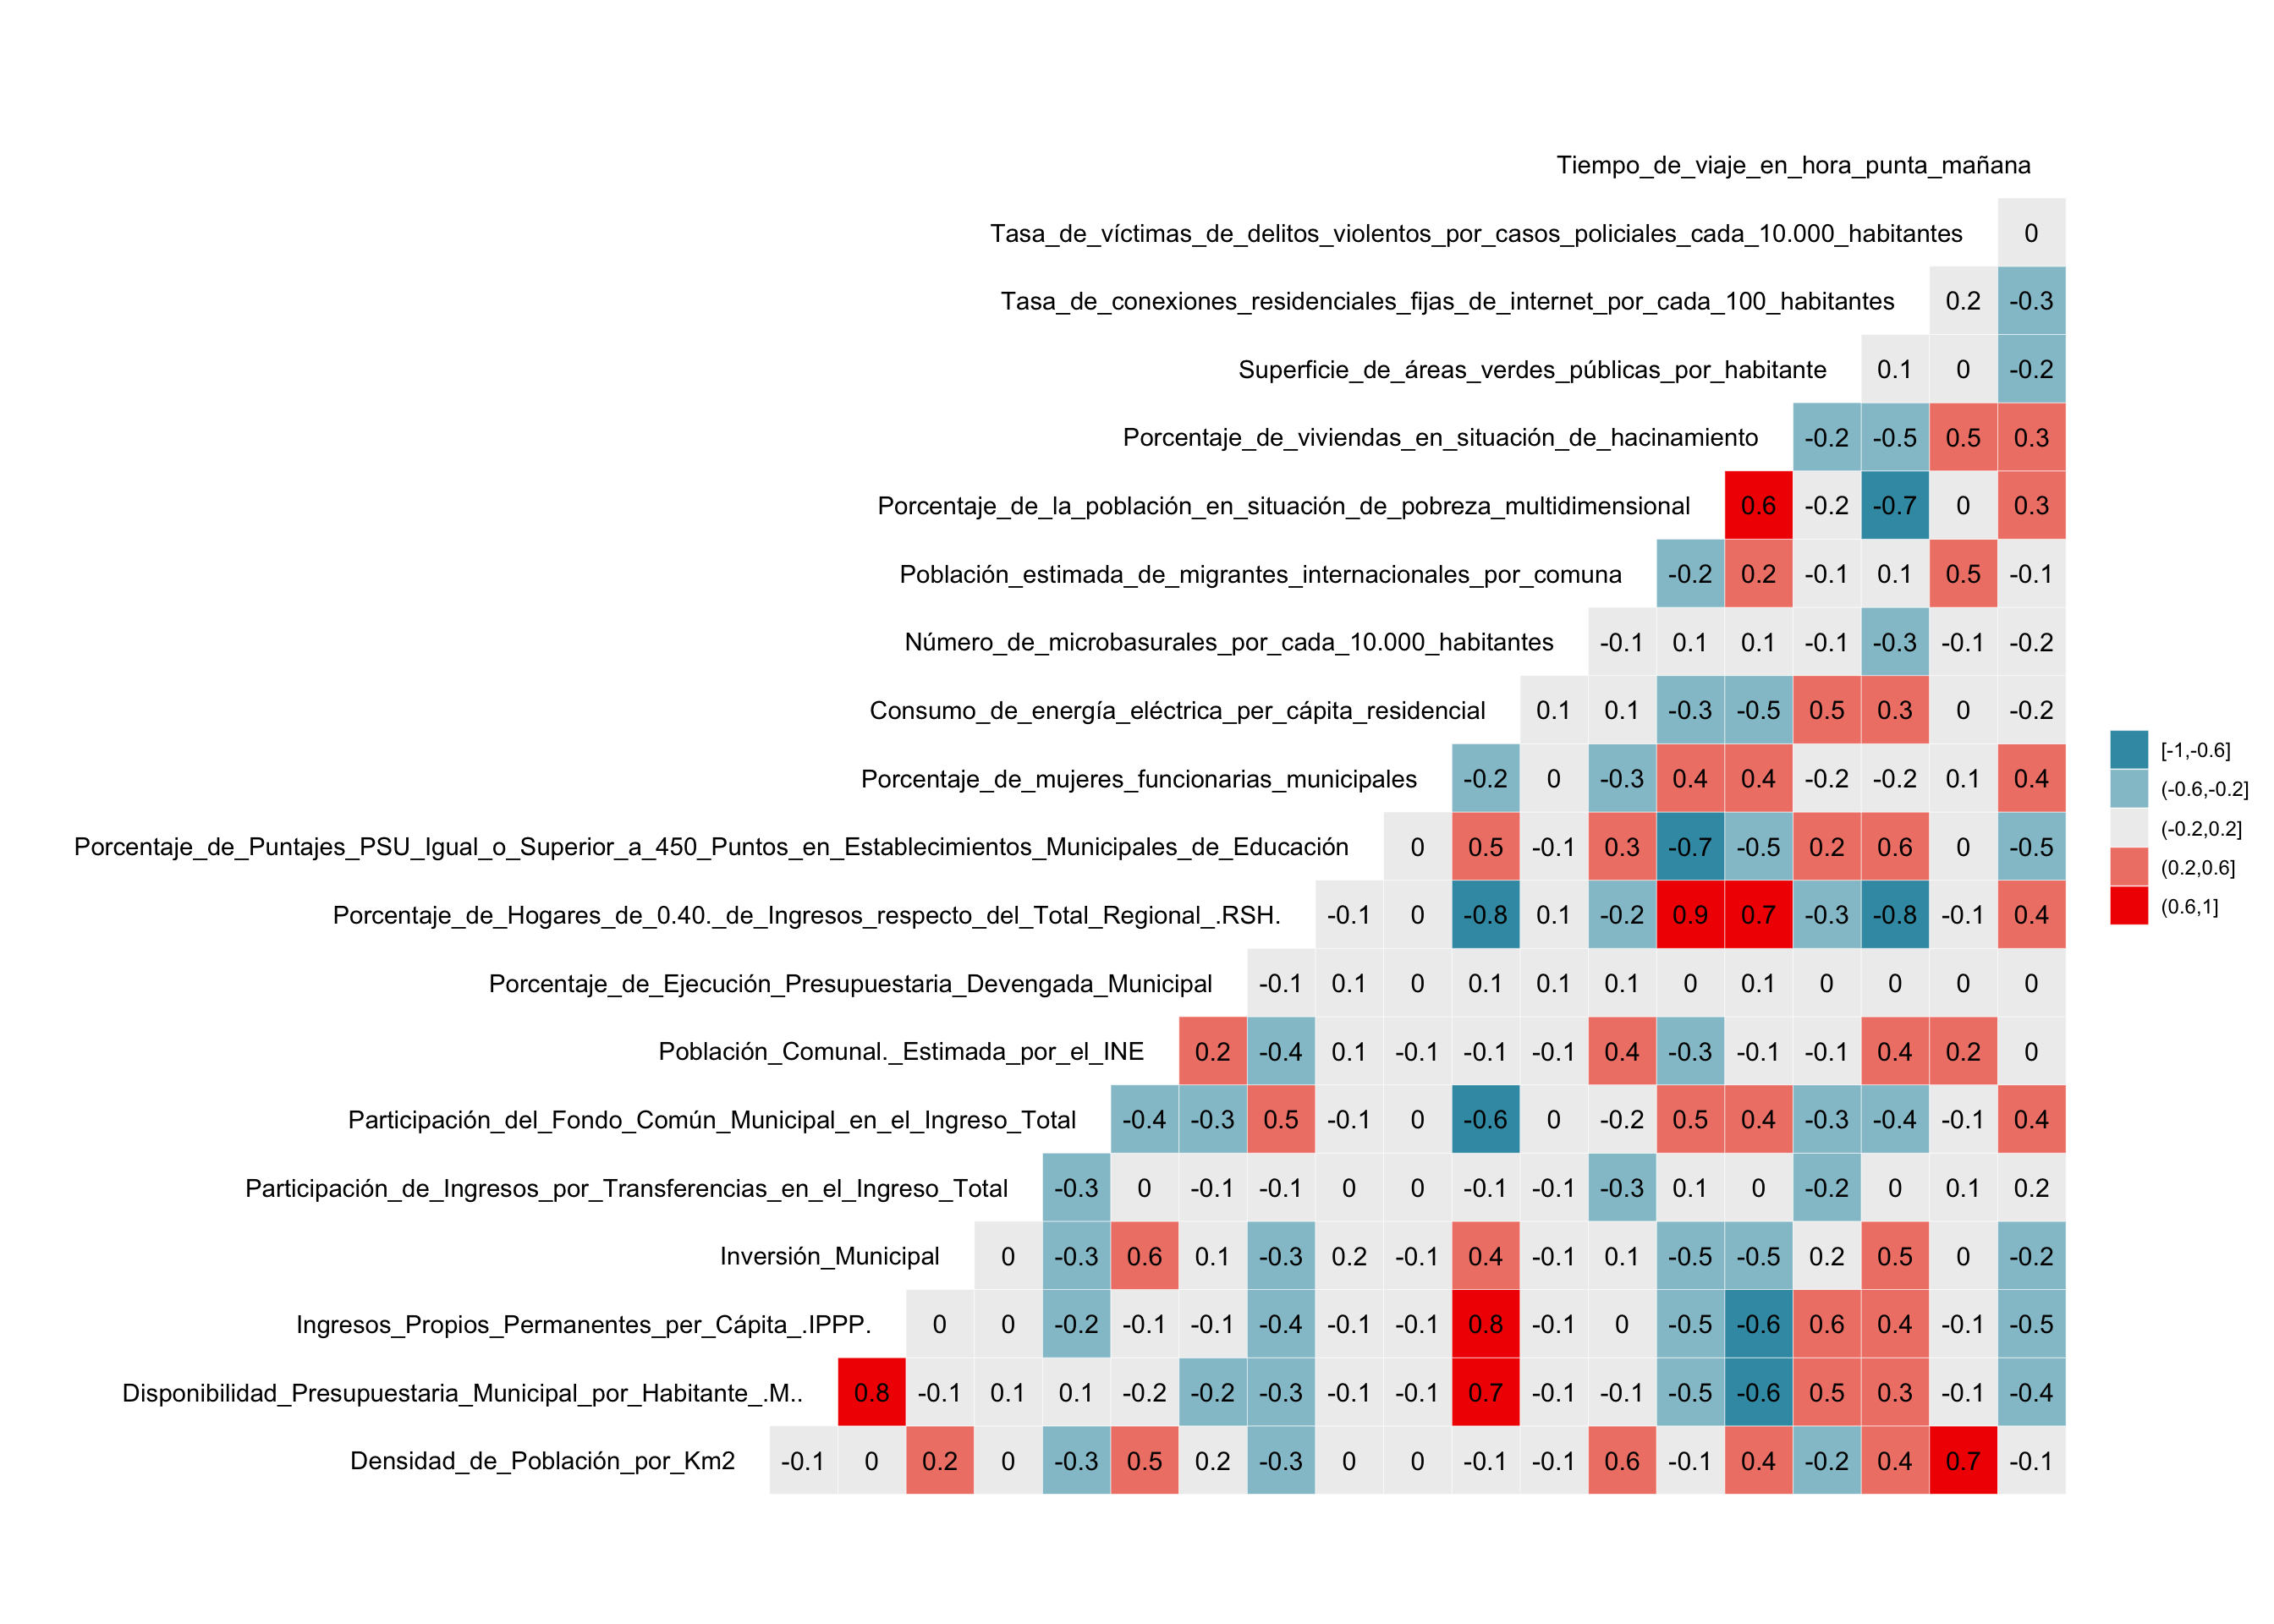 Tiempo_de_viaje_en_hora_punta_mañana
Tasa_de_víctimas_de_delitos_violentos_por_casos_policiales_cada_10.000_habitantes 0
Tasa_de_conexiones_residenciales_fijas_de_internet_por_cada_100_habitantes 0.2 -0.3
Superficie_de_áreas_verdes_públicas_por_habitante 0.1 0 -0.2
Porcentaje_de_viviendas_en_situación_de_hacinamiento -0.2 -0.5 0.5 0.3
Porcentaje_de_la_población_en_situación_de_pobreza_multidimensional 0.6 -0.2 -0.7 0 0.3
Población_estimada_de_migrantes_internacionales_por_comuna -0.2 0.2 -0.1 0.1 0.5 -0.1
Número_de_microbasurales_por_cada_10.000_habitantes -0.1 0.1 0.1 -0.1 -0.3 -0.1 -0.2
Consumo_de_energía_eléctrica_per_cápita_residencial 0.1 0.1 -0.3 -0.5 0.5 0.3 0 -0.2
Porcentaje_de_mujeres_funcionarias_municipales -0.2 0 -0.3 0.4 0.4 -0.2 -0.2 0.1 0.4
Porcentaje_de_Puntajes_PSU_Igual_o_Superior_a_450_Puntos_en_Establecimientos_Municipales_de_Educación 0 0.5 -0.1 0.3 -0.7 -0.5 0.2 0.6 0 -0.5
Porcentaje_de_Hogares_de_0.40._de_Ingresos_respecto_del_Total_Regional_.RSH. -0.1 0 -0.8 0.1 -0.2 0.9 0.7 -0.3 -0.8 -0.1 0.4
Porcentaje_de_Ejecución_Presupuestaria_Devengada_Municipal -0.1 0.1 0 0.1 0.1 0.1 0 0.1 0 0 0 0
Población_Comunal._Estimada_por_el_INE 0.2 -0.4 0.1 -0.1 -0.1 -0.1 0.4 -0.3 -0.1 -0.1 0.4 0.2 0
Participación_del_Fondo_Común_Municipal_en_el_Ingreso_Total -0.4 -0.3 0.5 -0.1 0 -0.6 0 -0.2 0.5 0.4 -0.3 -0.4 -0.1 0.4
Participación_de_Ingresos_por_Transferencias_en_el_Ingreso_Total -0.3 0 -0.1 -0.1 0 0 -0.1 -0.1 -0.3 0.1 0 -0.2 0 0.1 0.2
Inversión_Municipal 0 -0.3 0.6 0.1 -0.3 0.2 -0.1 0.4 -0.1 0.1 -0.5 -0.5 0.2 0.5 0 -0.2
Ingresos_Propios_Permanentes_per_Cápita_.IPPP. 0 0 -0.2 -0.1 -0.1 -0.4 -0.1 -0.1 0.8 -0.1 0 -0.5 -0.6 0.6 0.4 -0.1 -0.5
Disponibilidad_Presupuestaria_Municipal_por_Habitante_.M.. 0.8 -0.1 0.1 0.1 -0.2 -0.2 -0.3 -0.1 -0.1 0.7 -0.1 -0.1 -0.5 -0.6 0.5 0.3 -0.1 -0.4
Densidad_de_Población_por_Km2 -0.1 0 0.2 0 -0.3 0.5 0.2 -0.3 0 0 -0.1 -0.1 0.6 -0.1 0.4 -0.2 0.4 0.7 -0.1
[-1,-0.6]
(-0.6,-0.2]
(-0.2,0.2]
(0.2,0.6]
(0.6,1]